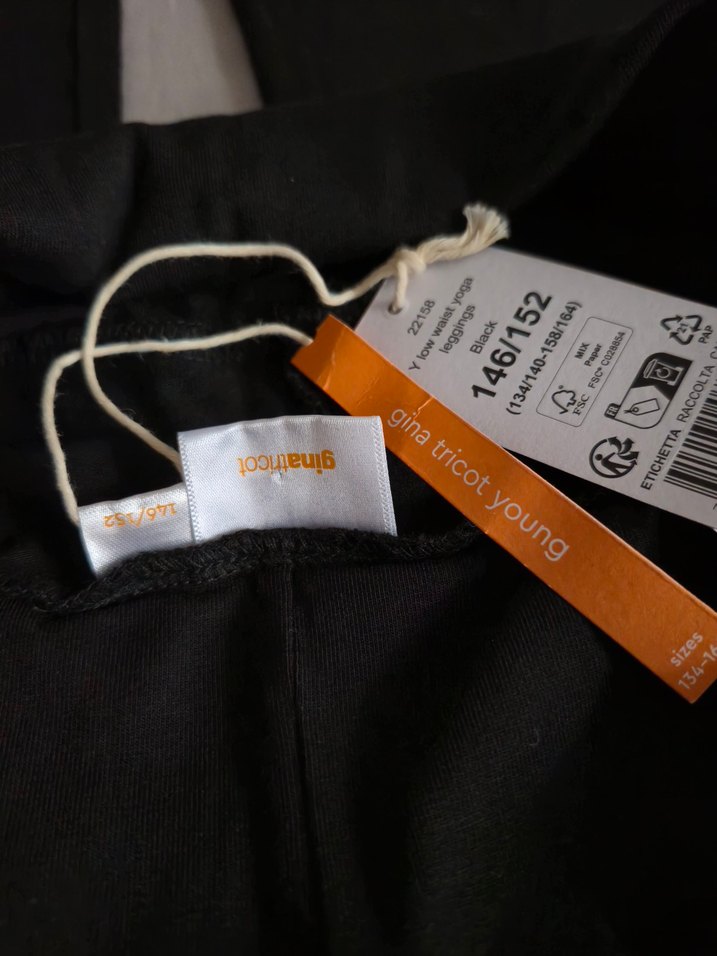 22158
Y low waist yoga
leggings
Black
146/152
(134/140-158/164)
MIX
Paper
FSC
FSC® C028854
FR
21
PAP
ETICHETTA RACCOLTA
gina tricot young
sizes
ginatricot
146/152